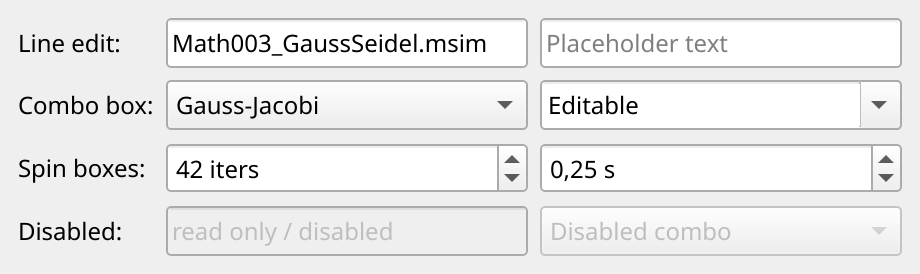 Line edit: Math003_GaussSeidel.msim Placeholder text
Combo box: Gauss-Jacobi Editable
Spin boxes: 42 iters 0,25 s
Disabled: read only / disabled Disabled combo